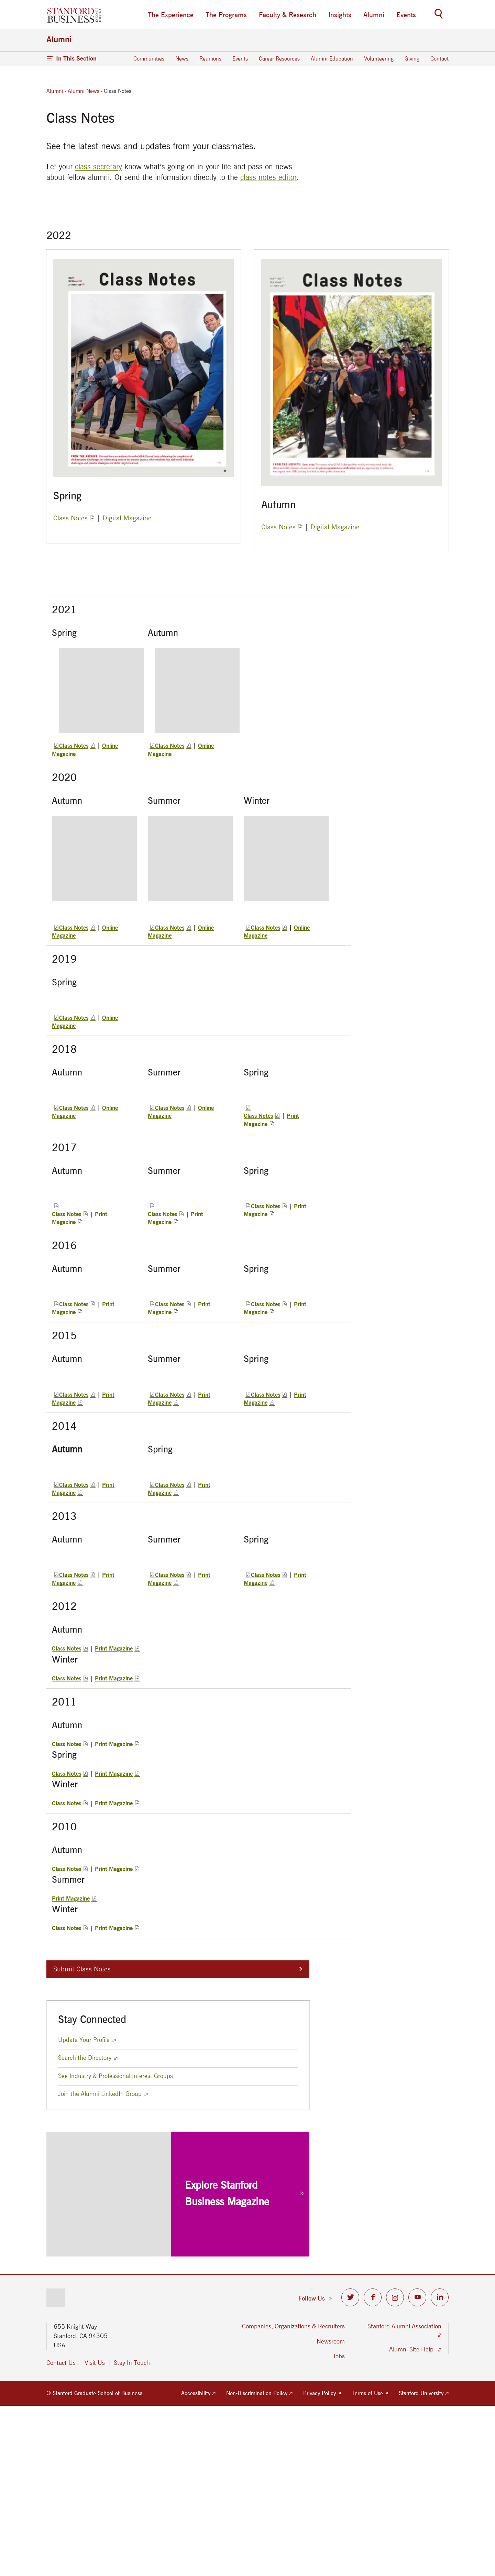 STANFORD
BUSINESS
The Experience The Programs Faculty & Research Insights Alumni Events
Alumni
In This Section Communities News Reunions Events Career Resources Alumni Education Volunteering Giving Contact
Alumni › Alumni News › Class Notes
Class Notes
See the latest news and updates from your classmates.
Let your class secretary know what's going on in your life and pass on news
about fellow alumni. Or send the information directly to the class notes editor.
2022
Class Notes
Spring
Class Notes | Digital Magazine
Class Notes
Autumn
Class Notes | Digital Magazine
2021
Spring Autumn
Class Notes | Online Class Notes | Online
Magazine Magazine
2020
Autumn Summer Winter
Class Notes | Online Class Notes | Online Class Notes | Online
Magazine Magazine Magazine
2019
Spring
Class Notes | Online
Magazine
2018
Autumn Summer Spring
Class Notes | Online Class Notes | Online
Magazine Magazine Class Notes | Print
Magazine
2017
Autumn Summer Spring
Class Notes | Print
Class Notes | Print Class Notes | Print Magazine
Magazine Magazine
2016
Autumn Summer Spring
Class Notes | Print Class Notes | Print Class Notes | Print
Magazine Magazine Magazine
2015
Autumn Summer Spring
Class Notes | Print Class Notes | Print Class Notes | Print
Magazine Magazine Magazine
2014
Autumn Spring
Class Notes | Print Class Notes | Print
Magazine Magazine
2013
Autumn Summer Spring
Class Notes | Print Class Notes | Print Class Notes | Print
Magazine Magazine Magazine
2012
Autumn
Class Notes | Print Magazine
Winter
Class Notes | Print Magazine
2011
Autumn
Class Notes | Print Magazine
Spring
Class Notes | Print Magazine
Winter
Class Notes | Print Magazine
2010
Autumn
Class Notes | Print Magazine
Summer
Print Magazine
Winter
Class Notes | Print Magazine
Submit Class Notes »
Stay Connected
Update Your Profile ↗
Search the Directory ↗
See Industry & Professional Interest Groups
Join the Alumni LinkedIn Group ↗
Explore Stanford
Business Magazine »
Follow Us
655 Knight Way
Stanford, CA 94305
USA
Contact Us Visit Us Stay In Touch
Companies, Organizations & Recruiters
Newsroom
Jobs
Stanford Alumni Association ↗
Alumni Site Help ↗
© Stanford Graduate School of Business Accessibility ↗ Non-Discrimination Policy ↗ Privacy Policy ↗ Terms of Use ↗ Stanford University ↗